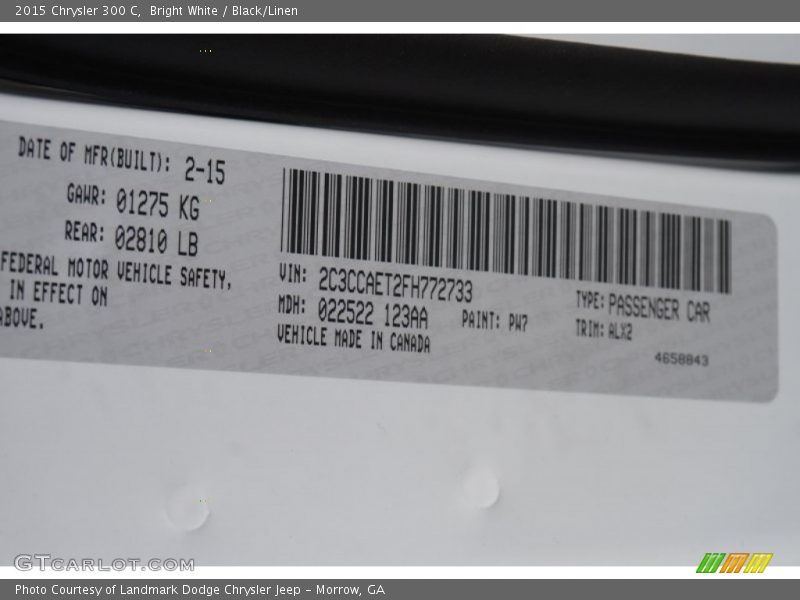 2015 Chrysler 300 C, Bright White / Black/Linen
DATE OF MFR(BUILT): 2-15
GAWR: 01275 KG
REAR: 02810 LB
FEDERAL MOTOR VEHICLE SAFETY,
IN EFFECT ON
ABOVE.
VIN: 2C3CCAET2FH772733
MDH: 022522 123AA PAINT: PW7
VEHICLE MADE IN CANADA
TYPE: PASSENGER CAR
TRIM: ALX2
4658843
GTCARLOT.COM
Photo Courtesy of Landmark Dodge Chrysler Jeep - Morrow, GA